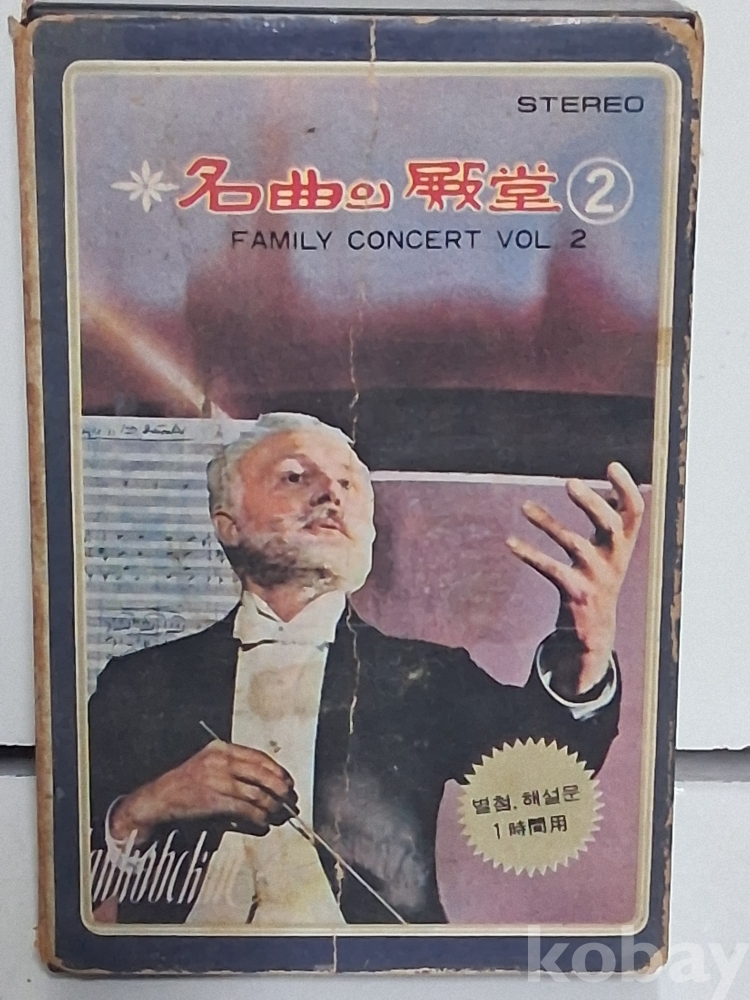 STEREO
名曲의 殿堂 ②
FAMILY CONCERT VOL. 2
별첨. 해설문
1時間用
kobay